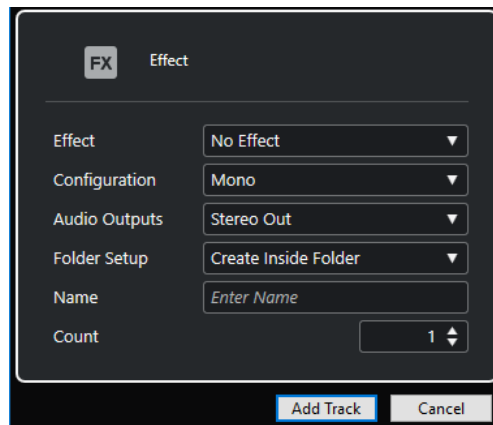 FX Effect
Effect No Effect
Configuration Mono
Audio Outputs Stereo Out
Folder Setup Create Inside Folder
Name Enter Name
Count 1
Add Track Cancel